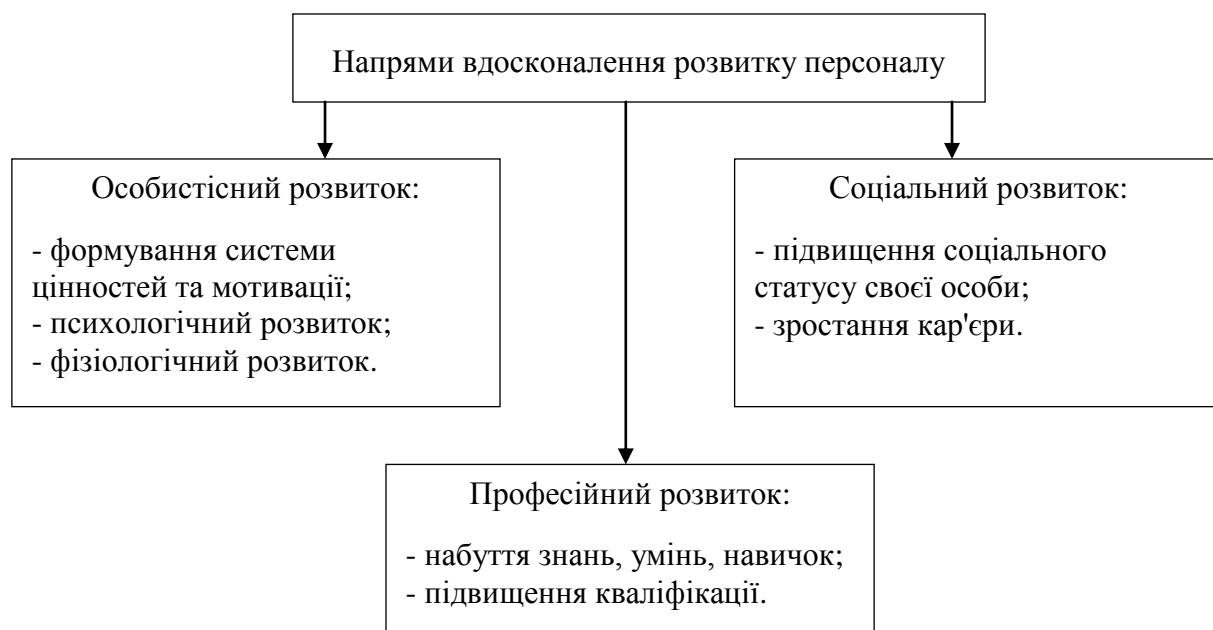 Напрями вдосконалення розвитку персоналу
Особистісний розвиток:
- формування системи
цінностей та мотивації;
- психологічний розвиток;
- фізіологічний розвиток.
Соціальний розвиток:
- підвищення соціального
статусу своєї особи;
- зростання кар'єри.
Професійний розвиток:
- набуття знань, умінь, навичок;
- підвищення кваліфікації.